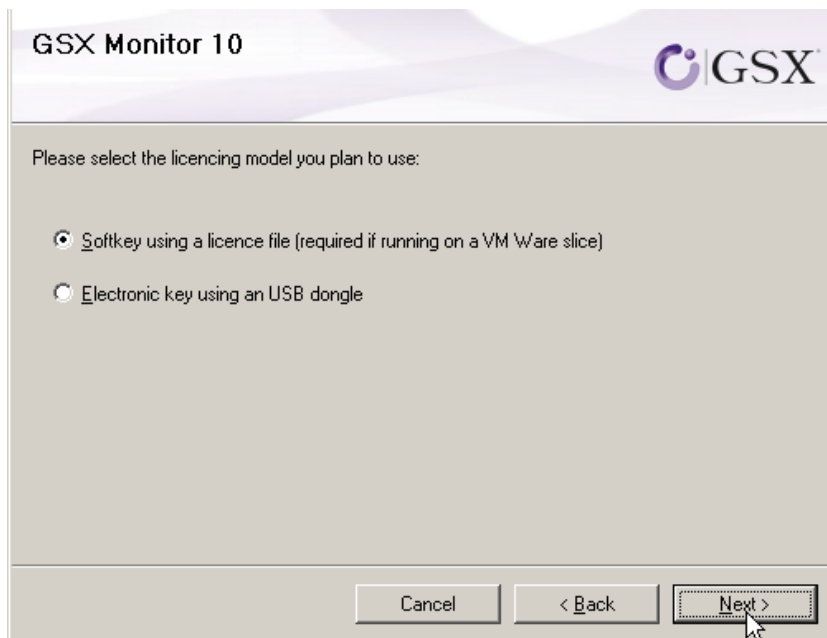 GSX Monitor 10
GSX
Please select the licencing model you plan to use:
Softkey using a licence file (required if running on a VM Ware slice)
Electronic key using an USB dongle
Cancel
< Back
Next >